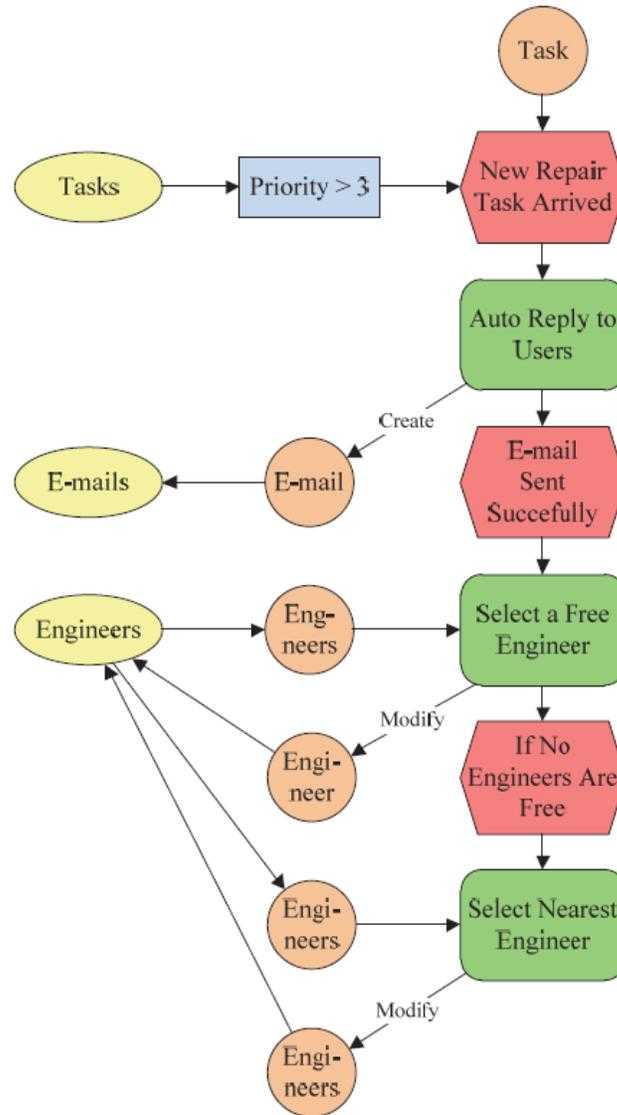 Task
Tasks
Priority > 3
New Repair
Task Arrived
Auto Reply to
Users
Create
E-mails
E-mail
E-mail
Sent
Succefully
Engineers
Eng-
neers
Select a Free
Engineer
Modify
Engi-
neer
If No
Engineers Are
Free
Engi-
neers
Select Nearest
Engineer
Modify
Engi-
neers